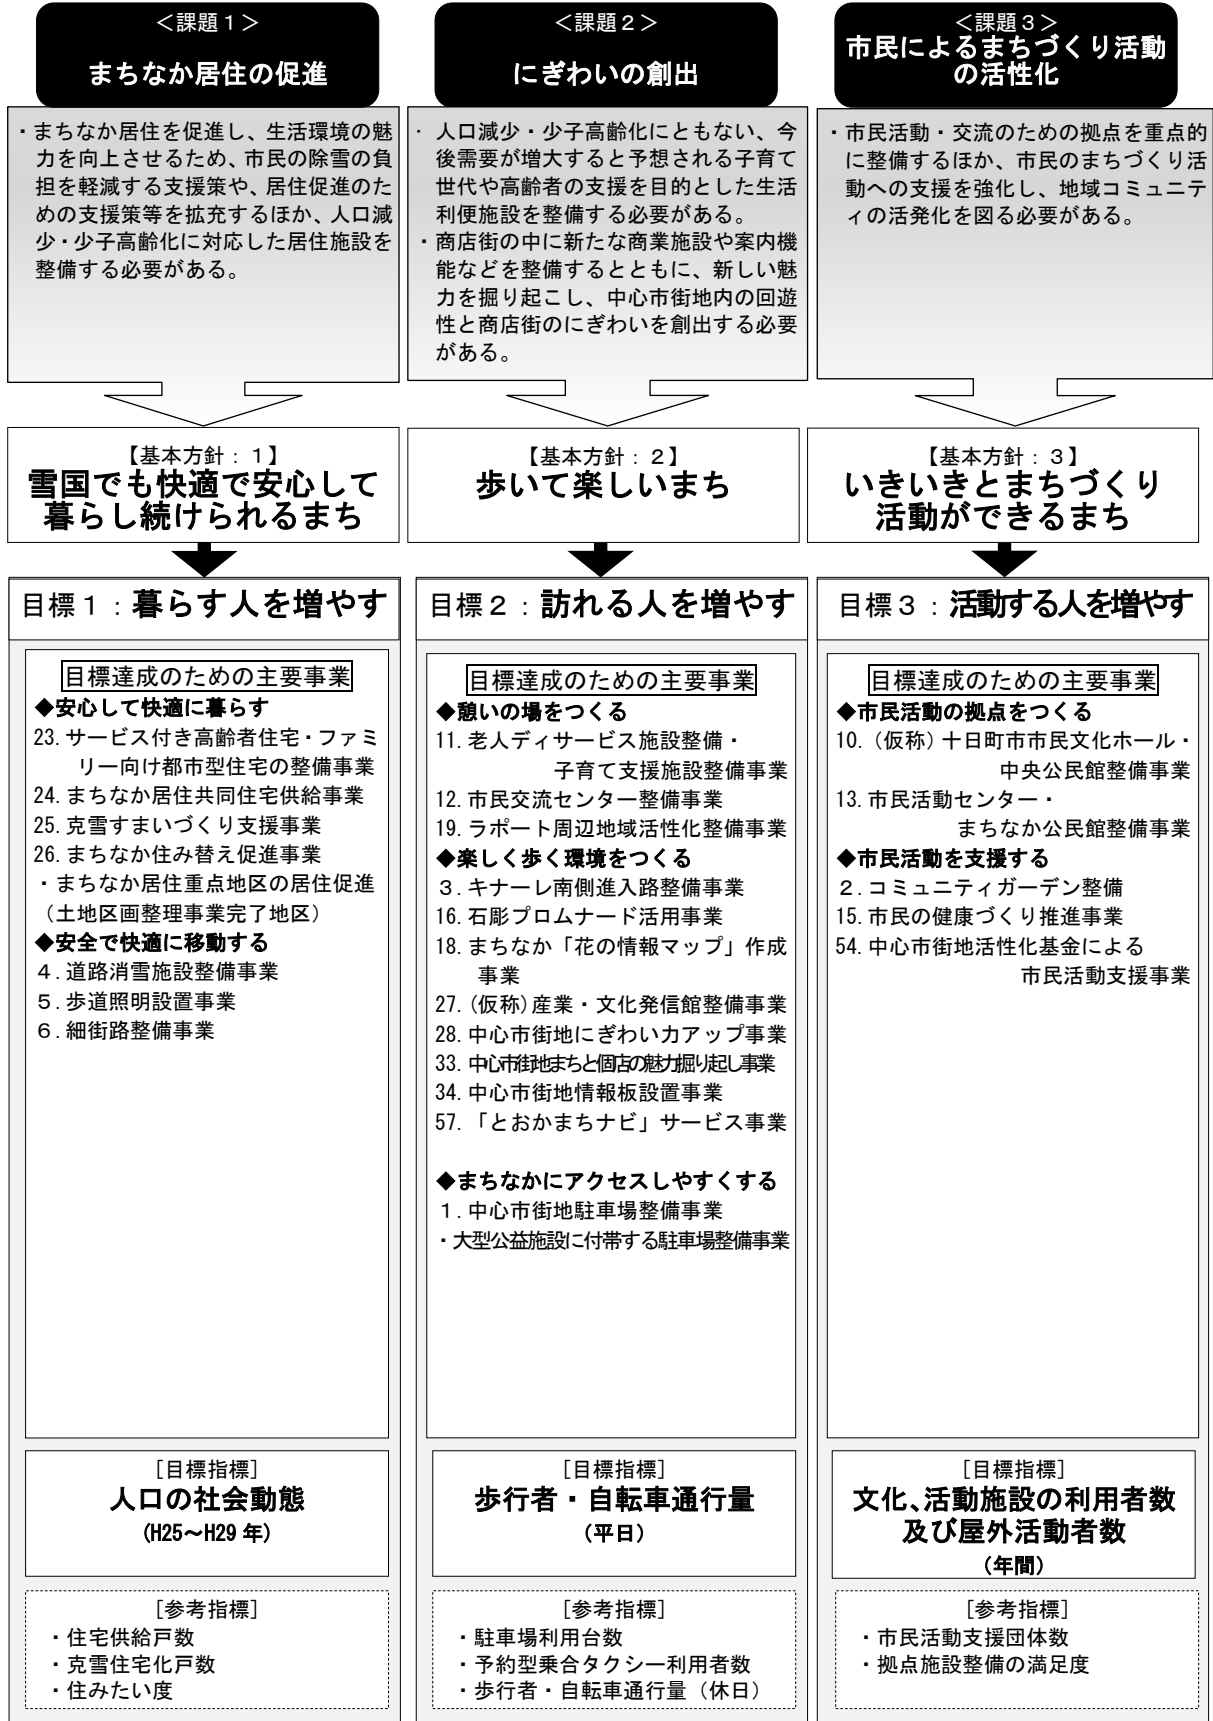 ＜課題１＞
まちなか居住の促進
・まちなか居住を促進し、生活環境の魅
力を向上させるため、市民の除雪の負
担を軽減する支援策や、居住促進のた
めの支援策等を拡充するほか、人口減
少・少子高齢化に対応した居住施設を
整備する必要がある。
【基本方針：１】
雪国でも快適で安心して
暮らし続けられるまち
目標１：暮らす人を増やす
目標達成のための主要事業
◆安心して快適に暮らす
23.サービス付き高齢者住宅・ファミ
リー向け都市型住宅の整備事業
24.まちなか居住共同住宅供給事業
25.克雪すまいづくり支援事業
26.まちなか住み替え促進事業
・まちなか居住重点地区の居住促進
（土地区画整理事業完了地区）
◆安全で快適に移動する
４.道路消雪施設整備事業
５.歩道照明設置事業
６.細街路整備事業
［目標指標］
人口の社会動態
(H25～H29 年)
［参考指標］
・住宅供給戸数
・克雪住宅化戸数
・住みたい度
＜課題２＞
にぎわいの創出
・人口減少・少子高齢化にともない、今
後需要が増大すると予想される子育て
世代や高齢者の支援を目的とした生活
利便施設を整備する必要がある。
・商店街の中に新たな商業施設や案内機
能などを整備するとともに、新しい魅
力を掘り起こし、中心市街地内の回遊
性と商店街のにぎわいを創出する必要
がある。
【基本方針：２】
歩いて楽しいまち
目標２：訪れる人を増やす
目標達成のための主要事業
◆憩いの場をつくる
11.老人ディサービス施設整備・
子育て支援施設整備事業
12.市民交流センター整備事業
19.ラポート周辺地域活性化整備事業
◆楽しく歩く環境をつくる
３.キナーレ南側進入路整備事業
16.石彫プロムナード活用事業
18.まちなか「花の情報マップ」作成
事業
27.(仮称)産業・文化発信館整備事業
28.中心市街地にぎわい力アップ事業
33.中心市街地まちと個店の魅力掘り起し事業
34.中心市街地情報板設置事業
57.「とおかまちナビ」サービス事業
◆まちなかにアクセスしやすくする
１.中心市街地駐車場整備事業
・大型公益施設に付帯する駐車場整備事業
［目標指標］
歩行者・自転車通行量
（平日）
［参考指標］
・駐車場利用台数
・予約型乗合タクシー利用者数
・歩行者・自転車通行量（休日）
＜課題３＞
市民によるまちづくり活動
の活性化
・市民活動・交流のための拠点を重点的
に整備するほか、市民のまちづくり活
動への支援を強化し、地域コミュニテ
ィの活発化を図る必要がある。
【基本方針：３】
いきいきとまちづくり
活動ができるまち
目標３：活動する人を増やす
目標達成のための主要事業
◆市民活動の拠点をつくる
10.（仮称）十日町市市民文化ホール・
中央公民館整備事業
13.市民活動センター・
まちなか公民館整備事業
◆市民活動を支援する
２.コミュニティガーデン整備
15.市民の健康づくり推進事業
54.中心市街地活性化基金による
市民活動支援事業
［目標指標］
文化、活動施設の利用者数
及び屋外活動者数
（年間）
［参考指標］
・市民活動支援団体数
・拠点施設整備の満足度